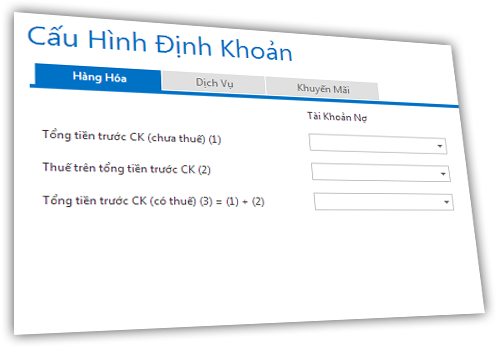 Cấu Hình Định Khoản
Hàng Hóa Dịch Vụ Khuyến Mãi
Tài Khoản Nợ
Tổng tiền trước CK (chưa thuế) (1)
Thuế trên tổng tiền trước CK (2)
Tổng tiền trước CK (có thuế) (3) = (1) + (2)